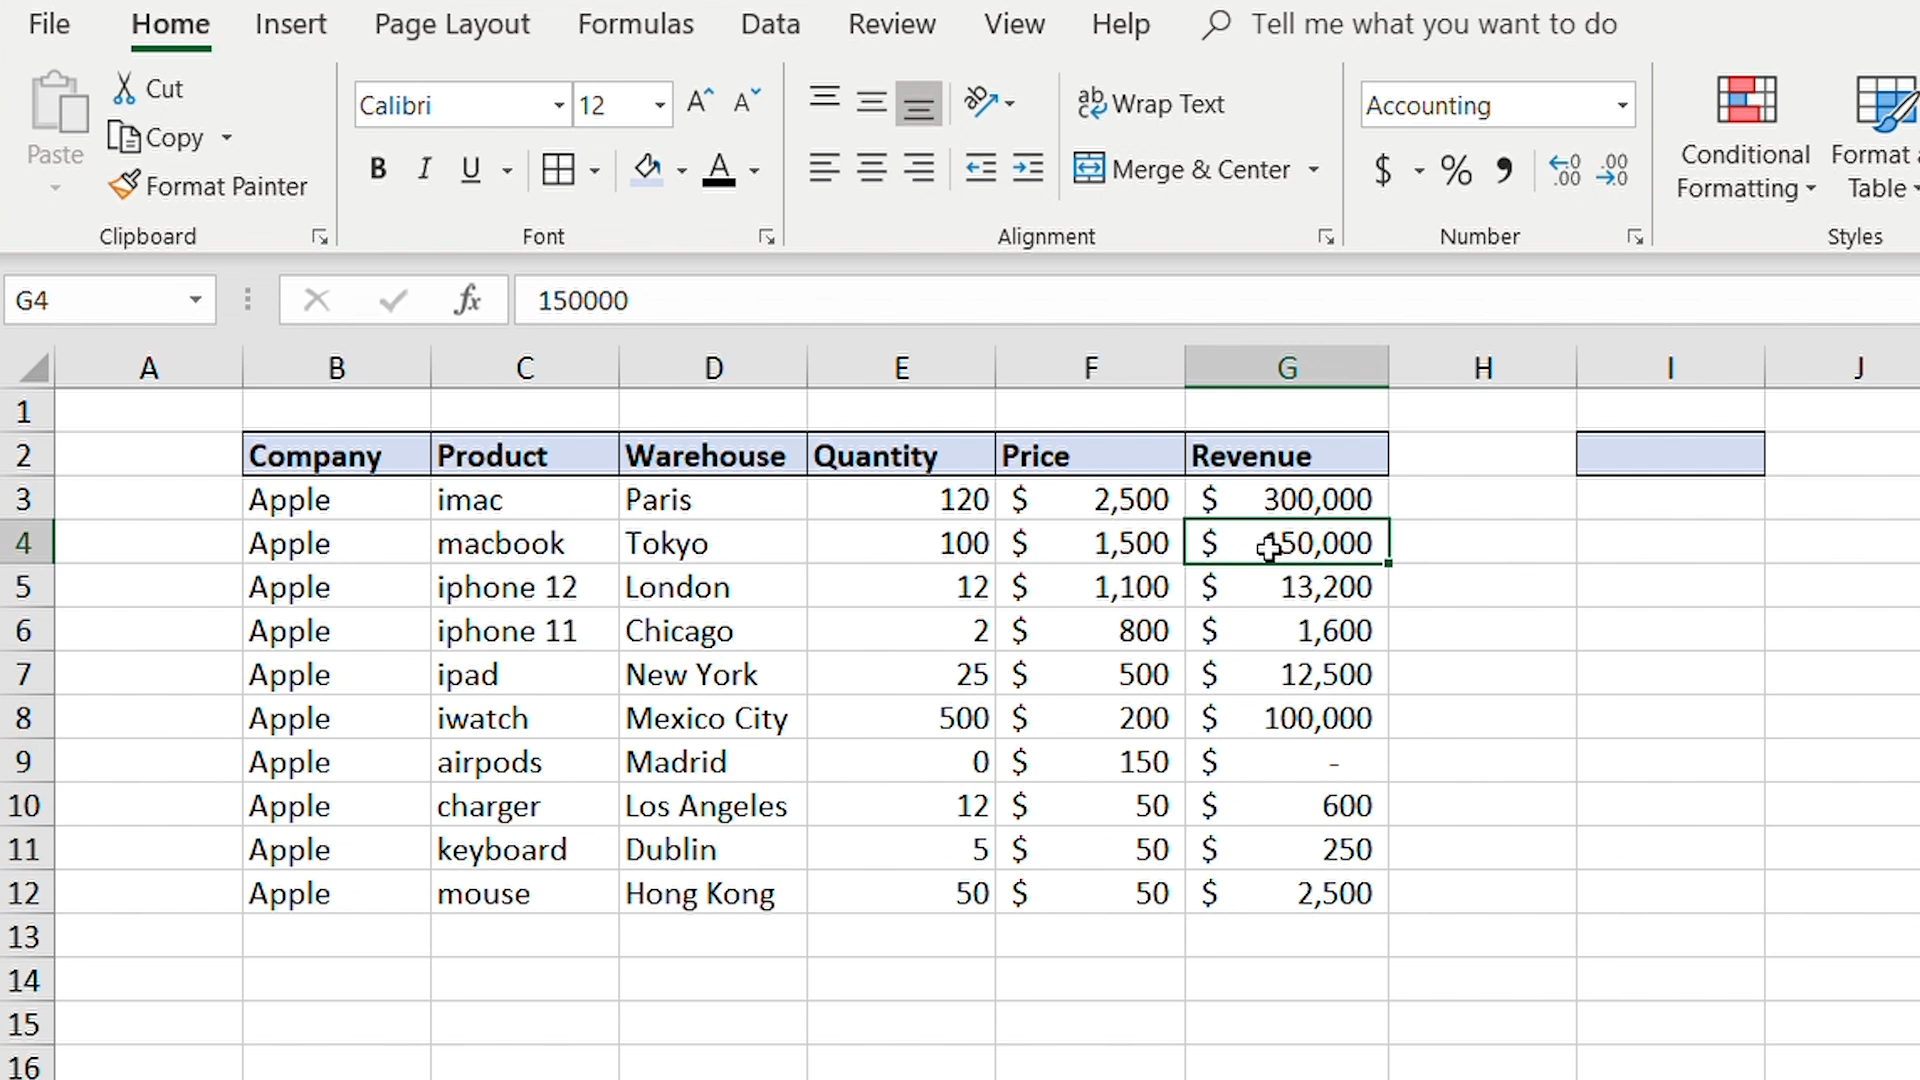 File Home Insert Page Layout Formulas Data Review View Help Tell me what you want to do
Paste
Cut
Copy
Format Painter
Clipboard
Calibri 12 A A
B I U A
Font
ab
ab Wrap Text
Merge & Center
Alignment
Accounting
$ % , .00 .00
Number
Conditional
Formatting
Format
Table
Styles
G4 fx 150000
A B C D E F G H I J
1
2 Company Product Warehouse Quantity Price Revenue
3 Apple imac Paris 120 $ 2,500 $ 300,000
4 Apple macbook Tokyo 100 $ 1,500 $ 150,000
5 Apple iphone 12 London 12 $ 1,100 $ 13,200
6 Apple iphone 11 Chicago 2 $ 800 $ 1,600
7 Apple ipad New York 25 $ 500 $ 12,500
8 Apple iwatch Mexico City 500 $ 200 $ 100,000
9 Apple airpods Madrid 0 $ 150 $ -
10 Apple charger Los Angeles 12 $ 50 $ 600
11 Apple keyboard Dublin 5 $ 50 $ 250
12 Apple mouse Hong Kong 50 $ 50 $ 2,500
13
14
15
16